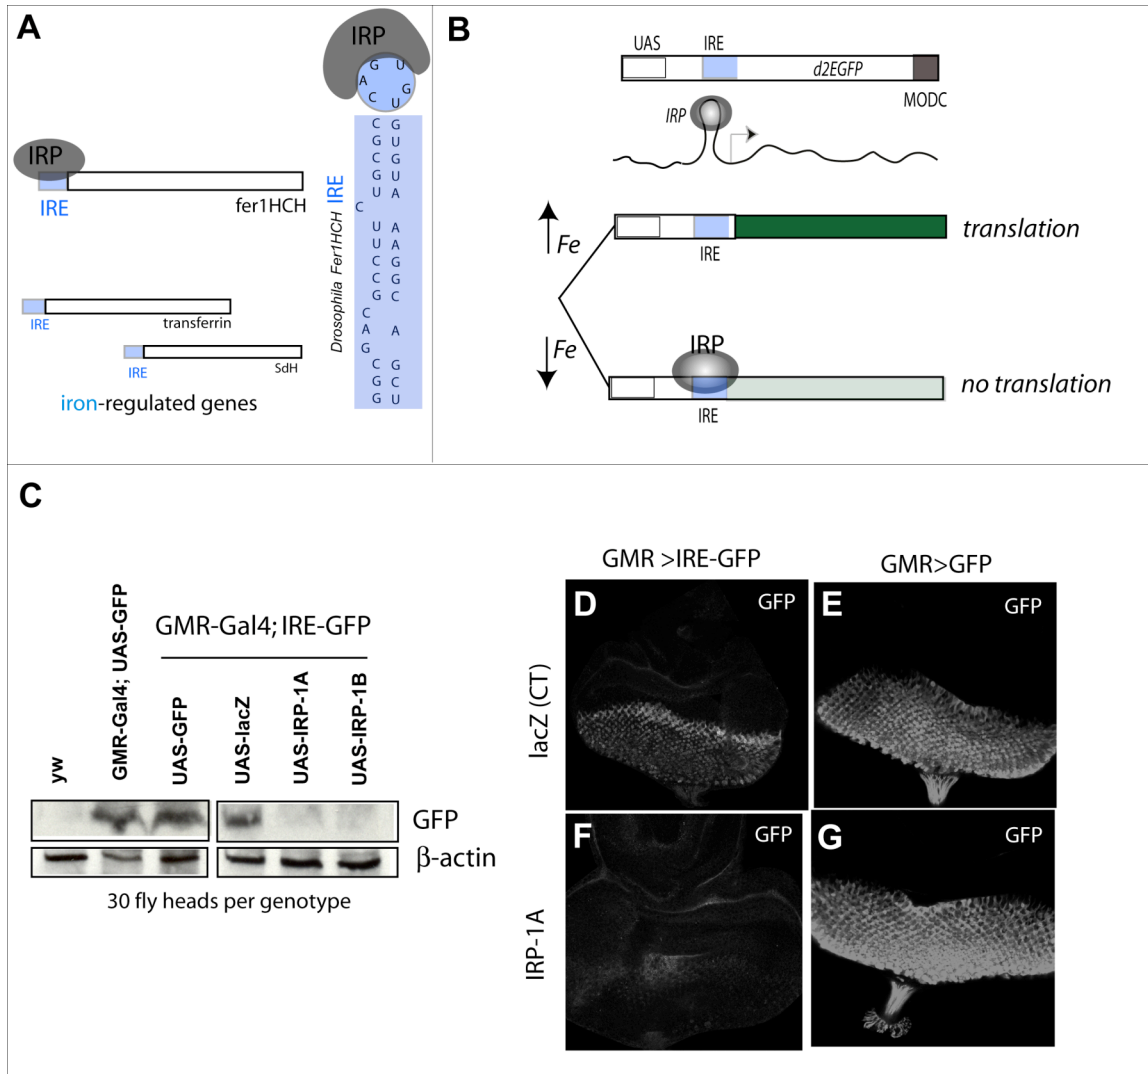 A
IRP
G U
A G
C U
C
C G
G U
C G
G U
U A
C
U A
U A
C G
C G
G C
C
A A
A G
G C
C U
G
G
IRP
IRE
fer1HCH
Drosophila Fer1HCH IRE
IRE
transferrin
IRE
SdH
iron-regulated genes
B
UAS
IRE
d2EGFP
MODC
IRP
Fe
IRE
translation
Fe
IRP
IRE
no translation
C
yw
GMR-Gal4; UAS-GFP
GMR-Gal4; IRE-GFP
UAS-GFP
UAS-lacZ
UAS-IRP-1A
UAS-IRP-1B
GFP
β-actin
30 fly heads per genotype
GMR >IRE-GFP
GMR>GFP
lacZ (CT)
D
GFP
E
GFP
IRP-1A
F
GFP
G
GFP